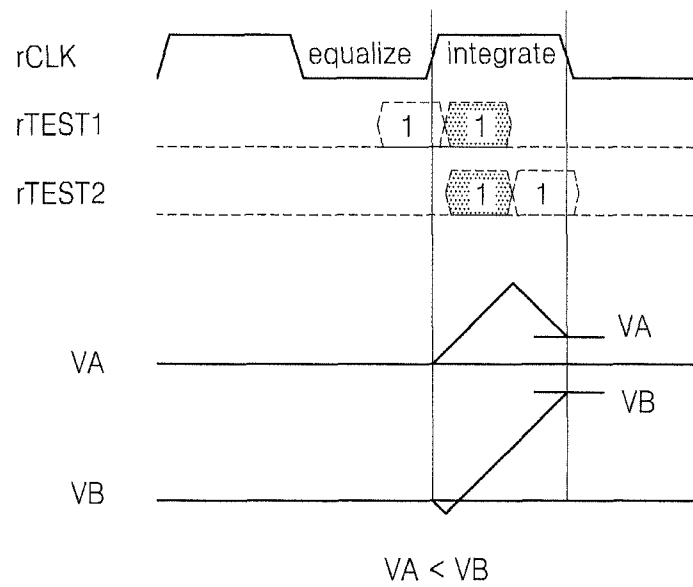 rCLK equalize integrate
rTEST1 1 1
rTEST2 1 1
VA VA
VB
VB
VA < VB